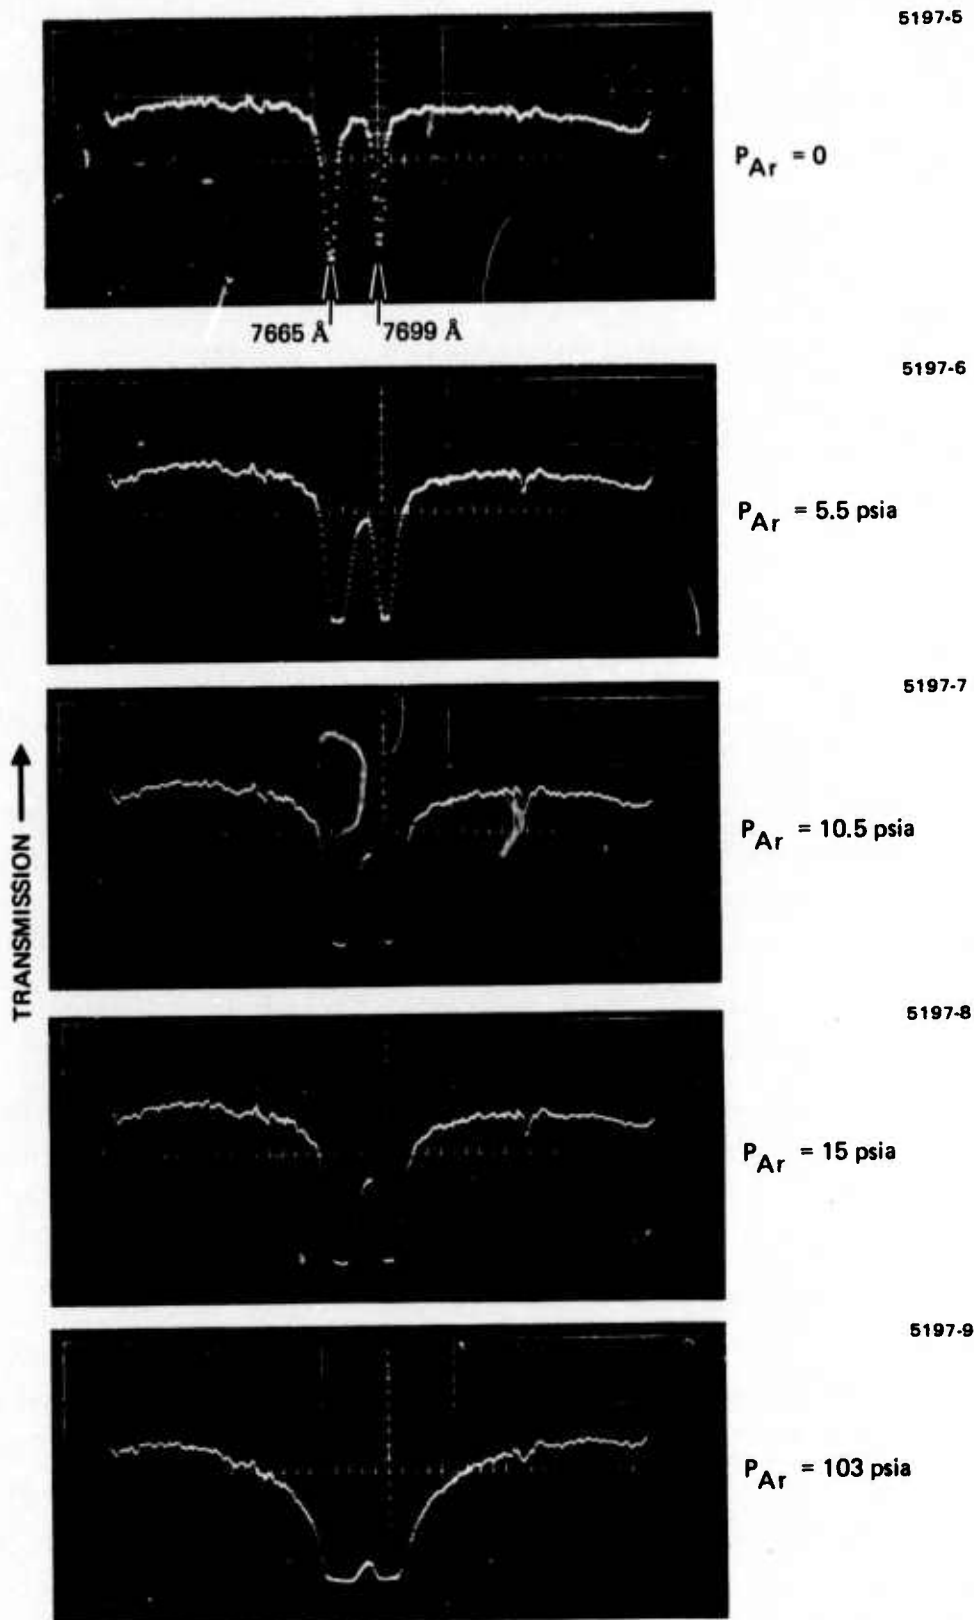 5197-5
P_Ar = 0
7665 Å 7699 Å
5197-6
P_Ar = 5.5 psia
5197-7
P_Ar = 10.5 psia
TRANSMISSION
5197-8
P_Ar = 15 psia
5197-9
P_Ar = 103 psia